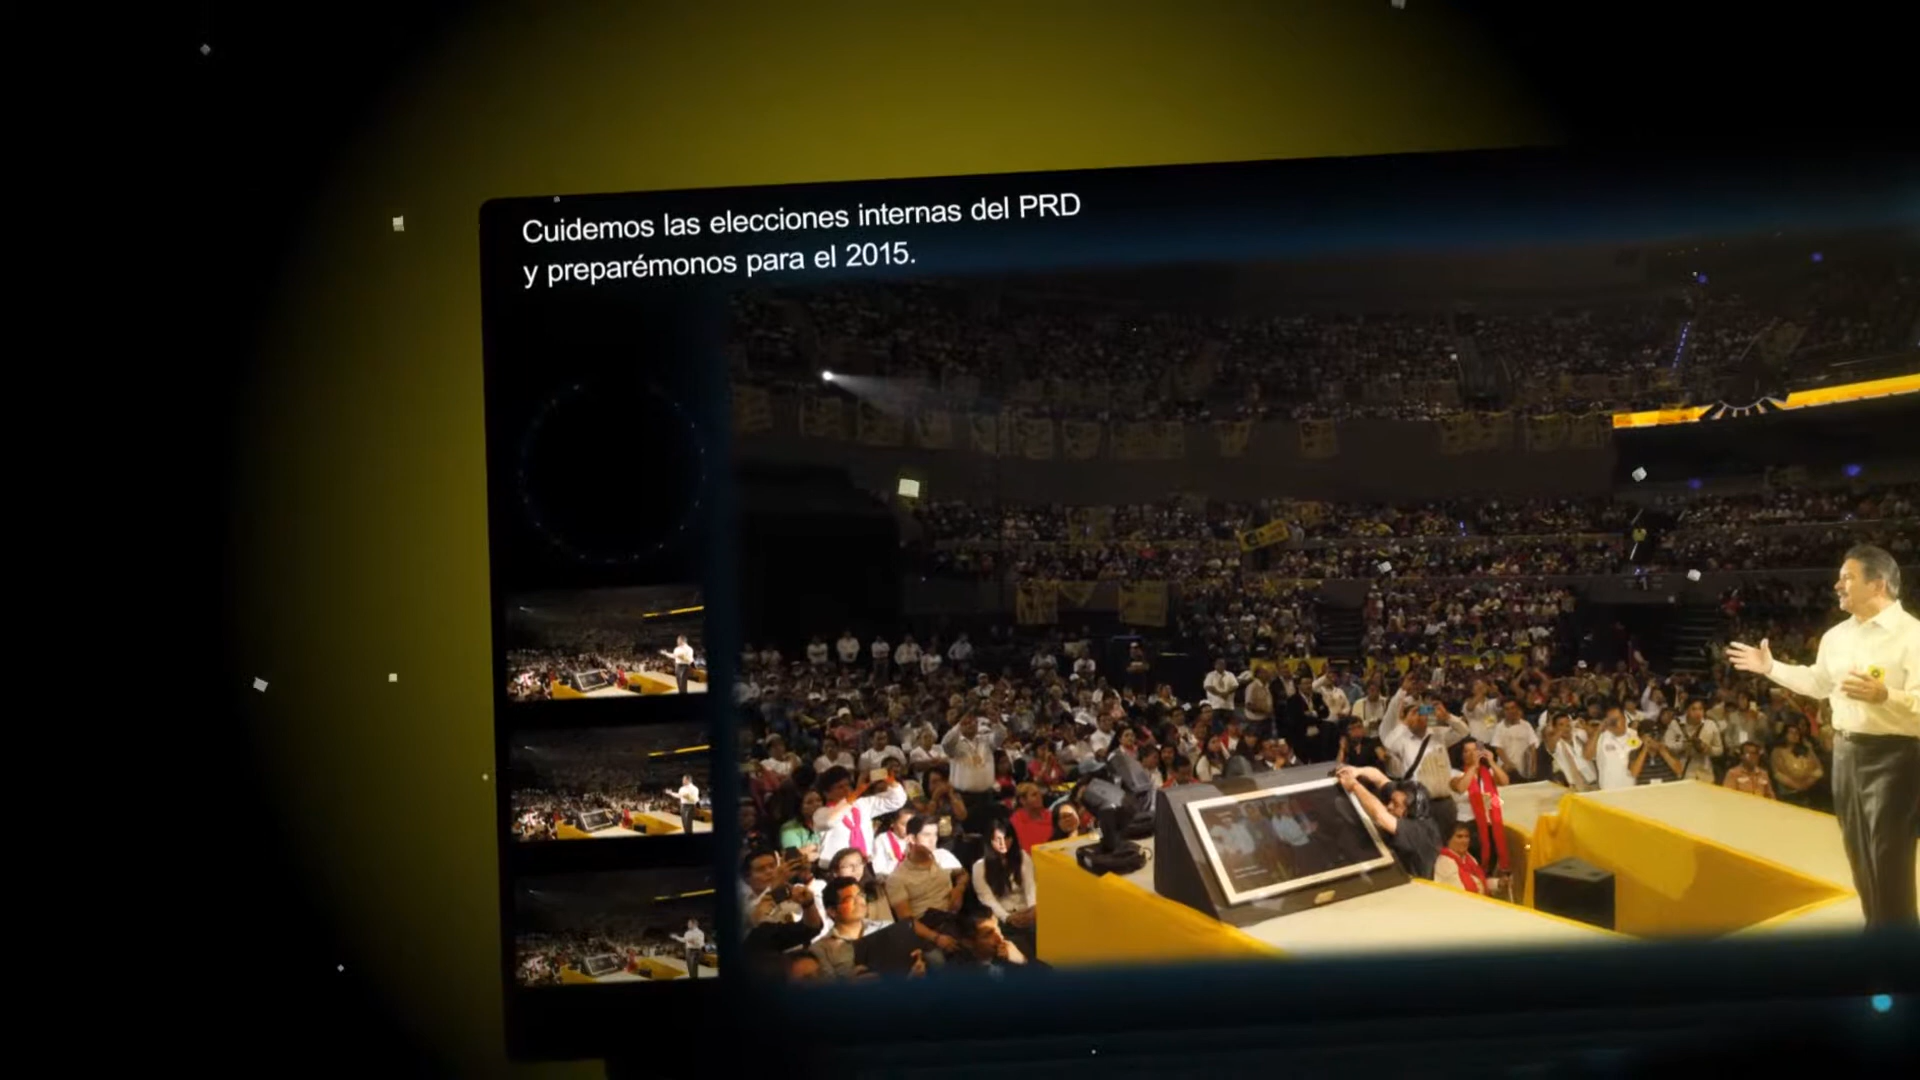 Cuidemos las elecciones internas del PRD
y preparémonos para el 2015.